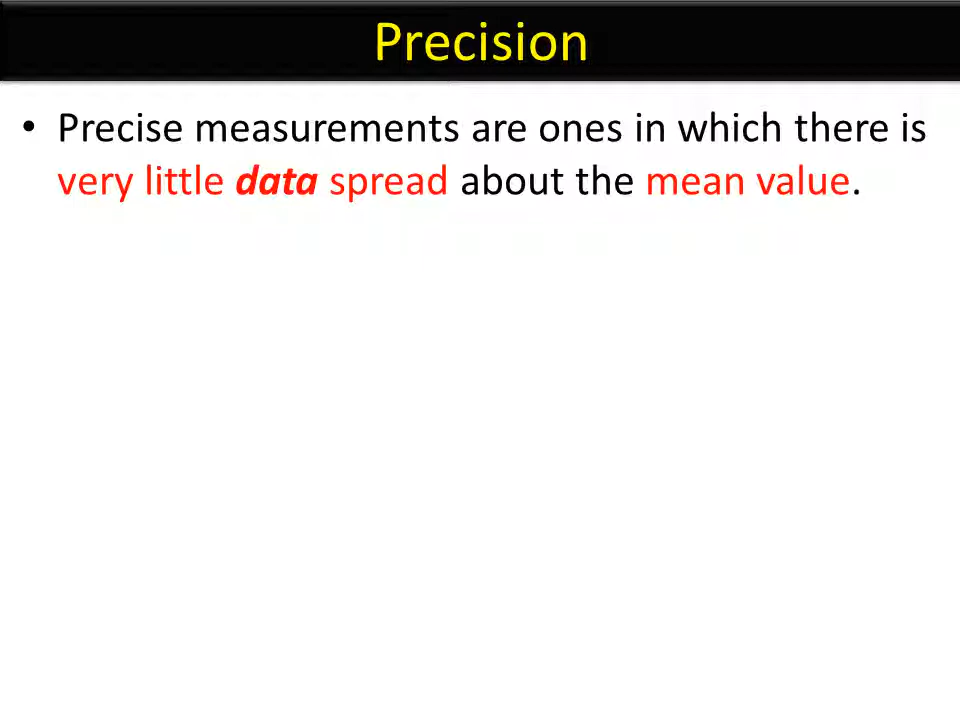 Precision
• Precise measurements are ones in which there is
very little data spread about the mean value.